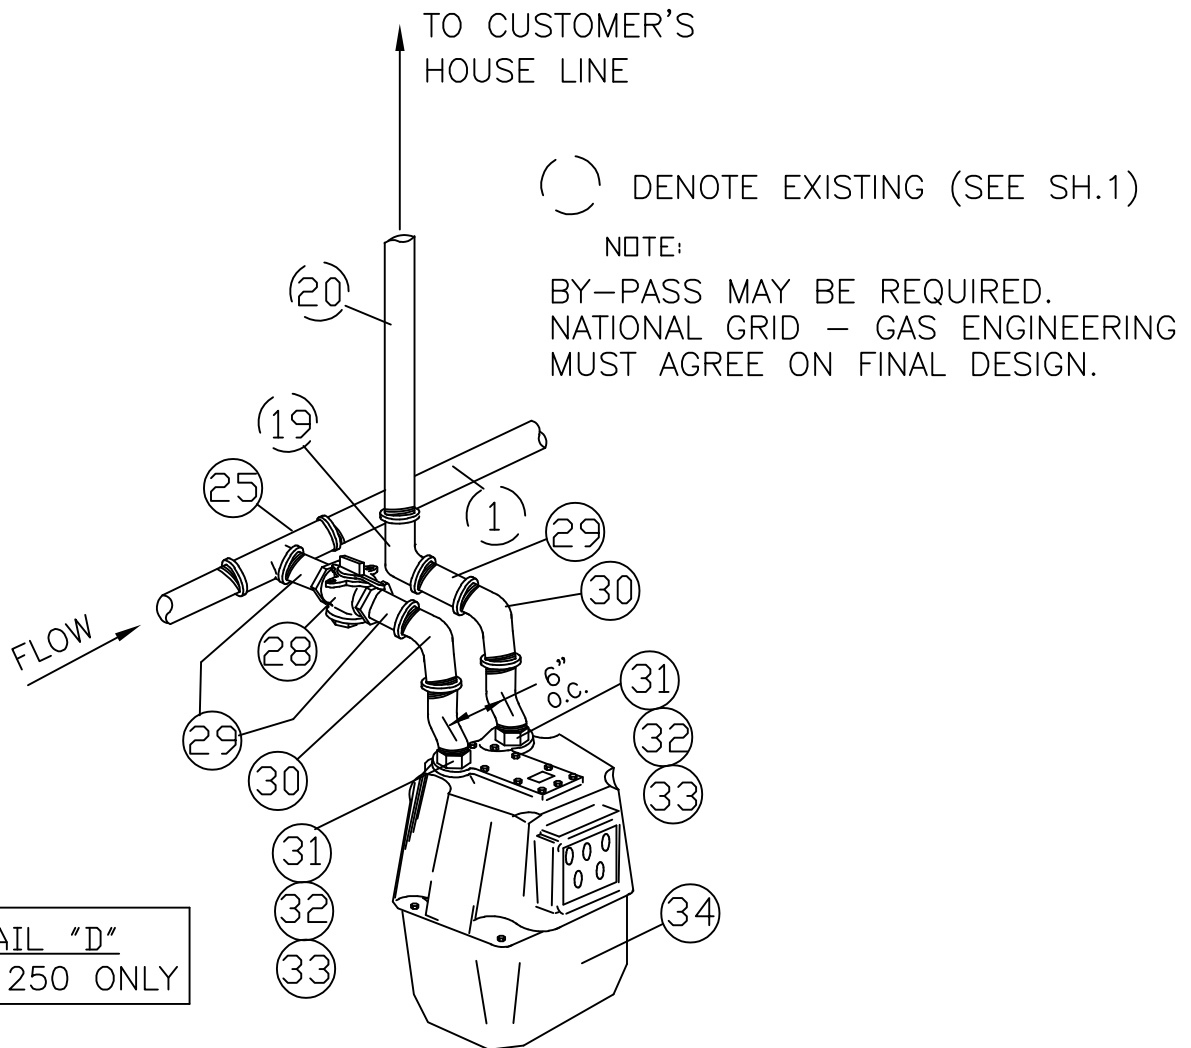 TO CUSTOMER'S
HOUSE LINE
DENOTE EXISTING (SEE SH.1)
NOTE:
BY-PASS MAY BE REQUIRED.
NATIONAL GRID - GAS ENGINEERING
MUST AGREE ON FINAL DESIGN.
20
19
25
1
29
30
FLOW
28
6"
O.C.
31
29
32
30
33
31
32
34
33
"D"
250 ONLY